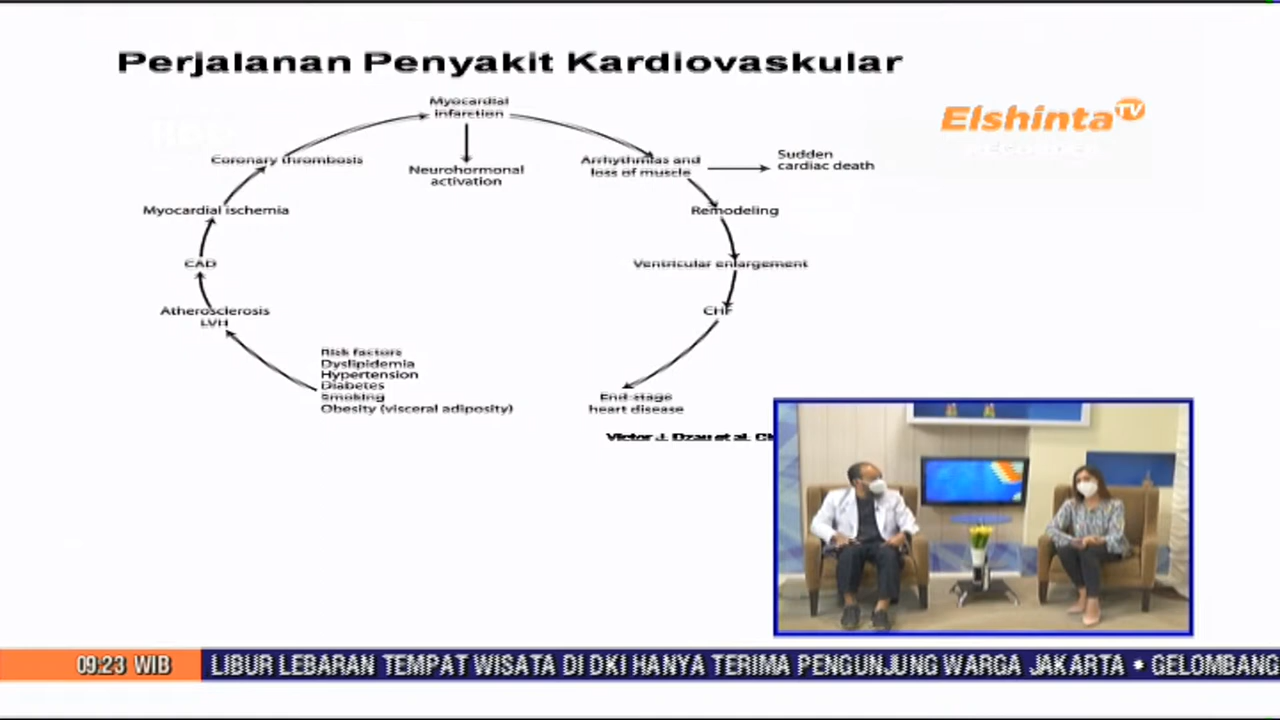 Perjalanan Penyakit Kardiovaskular
Myocardial
infarction
Elshinta TV
RECORDER
Coronary thrombosis
Neurohormonal
activation
Arrhythmias and
loss of muscle
Sudden
cardiac death
Myocardial ischemia
Remodeling
CAD
Ventricular enlargement
Atherosclerosis
LVH
CHF
Risk factors
Dyslipidemia
Hypertension
Diabetes
Smoking
Obesity (visceral adiposity)
End-stage
heart disease
Victor J. Dzau et al.
09:23 WIB
LIBUR LEBARAN TEMPAT WISATA DI DKI HANYA TERIMA PENGUNJUNG WARGA JAKARTA * GELOMBANG